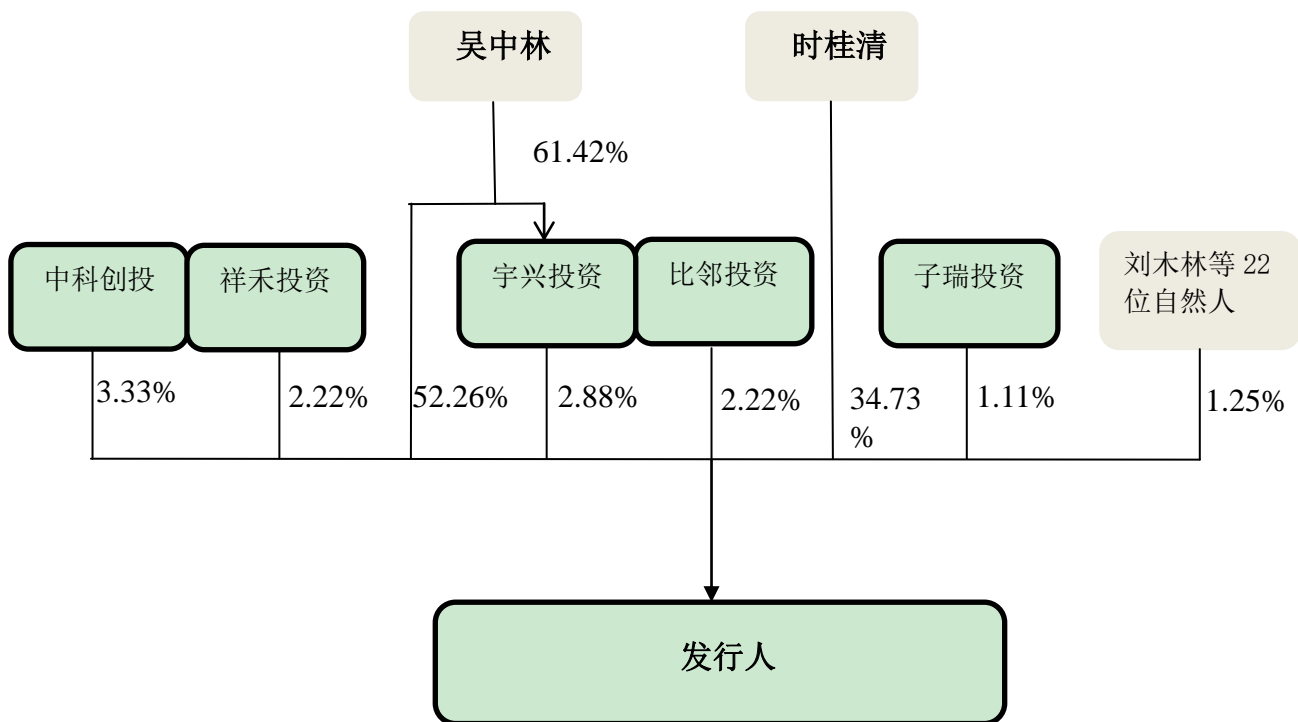 吴中林
时桂清
61.42%
中科创投
祥禾投资
宇兴投资
比邻投资
子瑞投资
刘木林等 22
位自然人
3.33%
2.22%
52.26%
2.88%
2.22%
34.73
%
1.11%
1.25%
发行人